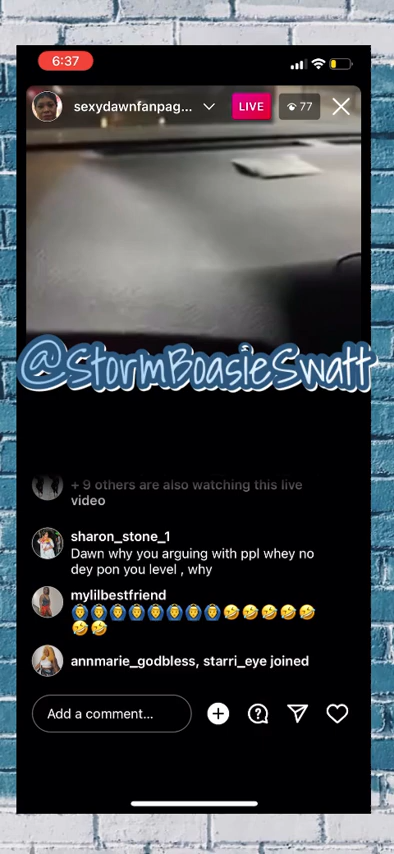 6:37
sexydawnfanpag...
LIVE
77
@StormBoasieSwatt
+ 9 others are also watching this live
video
sharon_stone_1
Dawn why you arguing with ppl whey no
dey pon you level , why
mylilbestfriend
🙆‍♂️🙆‍♂️🙆‍♂️🙆‍♂️🙆‍♂️🙆‍♂️🙆‍♂️🙆‍♂️🤣🤣🤣🤣🤣
🤣🤣
annmarie_godbless, starri_eye joined
Add a comment...